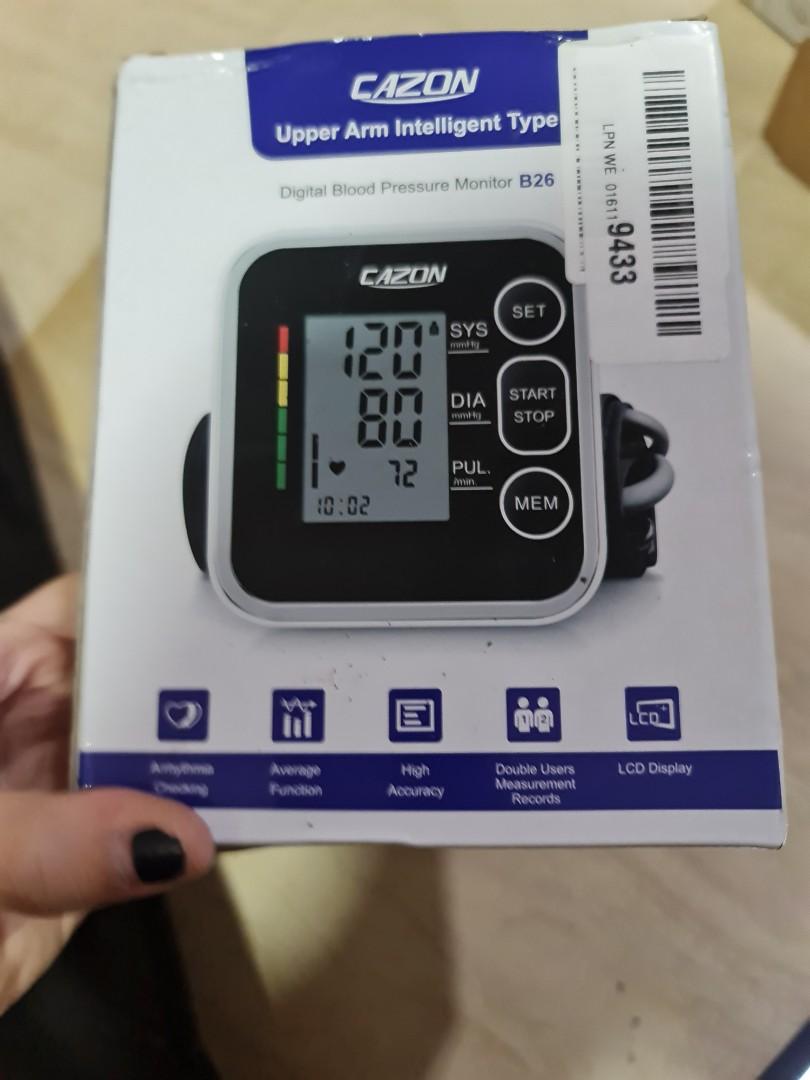 CAZON
Upper Arm Intelligent Type
Digital Blood Pressure Monitor B26
LPN WE 016119433
CAZON
120 SYS
mmHg
80 DIA
mmHg
72 PUL.
/min.
10:02
SET
START
STOP
MEM
LCD
Arrhythmia
Checking
Average
Function
High
Accuracy
Double Users
Measurement
Records
LCD Display